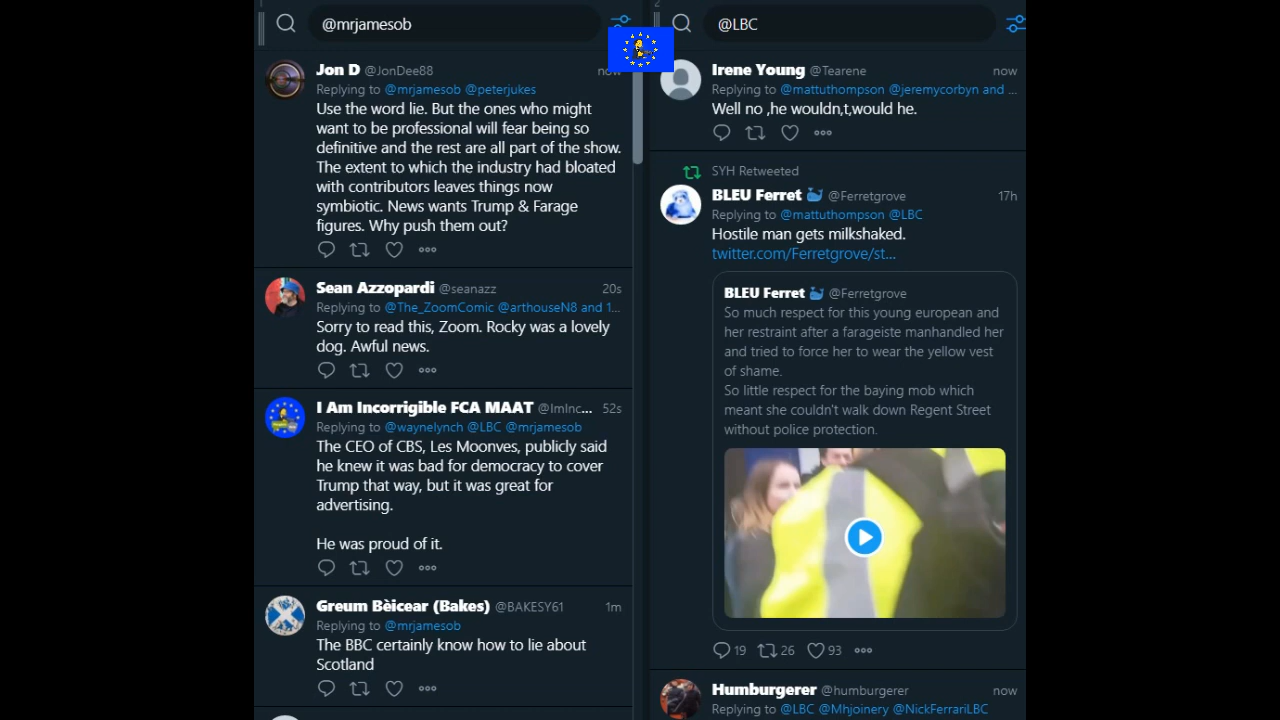 1
@mrjamesob
Jon D @JonDee88 now
Replying to @mrjamesob @peterjukes
Use the word lie. But the ones who might
want to be professional will fear being so
definitive and the rest are all part of the show.
The extent to which the industry had bloated
with contributors leaves things now
symbiotic. News wants Trump & Farage
figures. Why push them out?
Sean Azzopardi @seanazz 20s
Replying to @The_ZoomComic @arthouseN8 and 1...
Sorry to read this, Zoom. Rocky was a lovely
dog. Awful news.
I Am Incorrigible FCA MAAT @ImInc... 52s
Replying to @waynelynch @LBC @mrjamesob
The CEO of CBS, Les Moonves, publicly said
he knew it was bad for democracy to cover
Trump that way, but it was great for
advertising.
He was proud of it.
Greum Bèicear (Bakes) @BAKESY61 1m
Replying to @mrjamesob
The BBC certainly know how to lie about
Scotland
2
@LBC
Irene Young @Tearene now
Replying to @mattuthompson @jeremycorbyn and ...
Well no ,he wouldn,t,would he.
SYH Retweeted
BLEU Ferret @Ferretgrove 17h
Replying to @mattuthompson @LBC
Hostile man gets milkshaked.
twitter.com/Ferretgrove/st...
BLEU Ferret @Ferretgrove
So much respect for this young european and
her restraint after a farageiste manhandled her
and tried to force her to wear the yellow vest
of shame.
So little respect for the baying mob which
meant she couldn't walk down Regent Street
without police protection.
19 26 93
Humburgerer @humburgerer now
Replying to @LBC @Mhjoinery @NickFerrariLBC